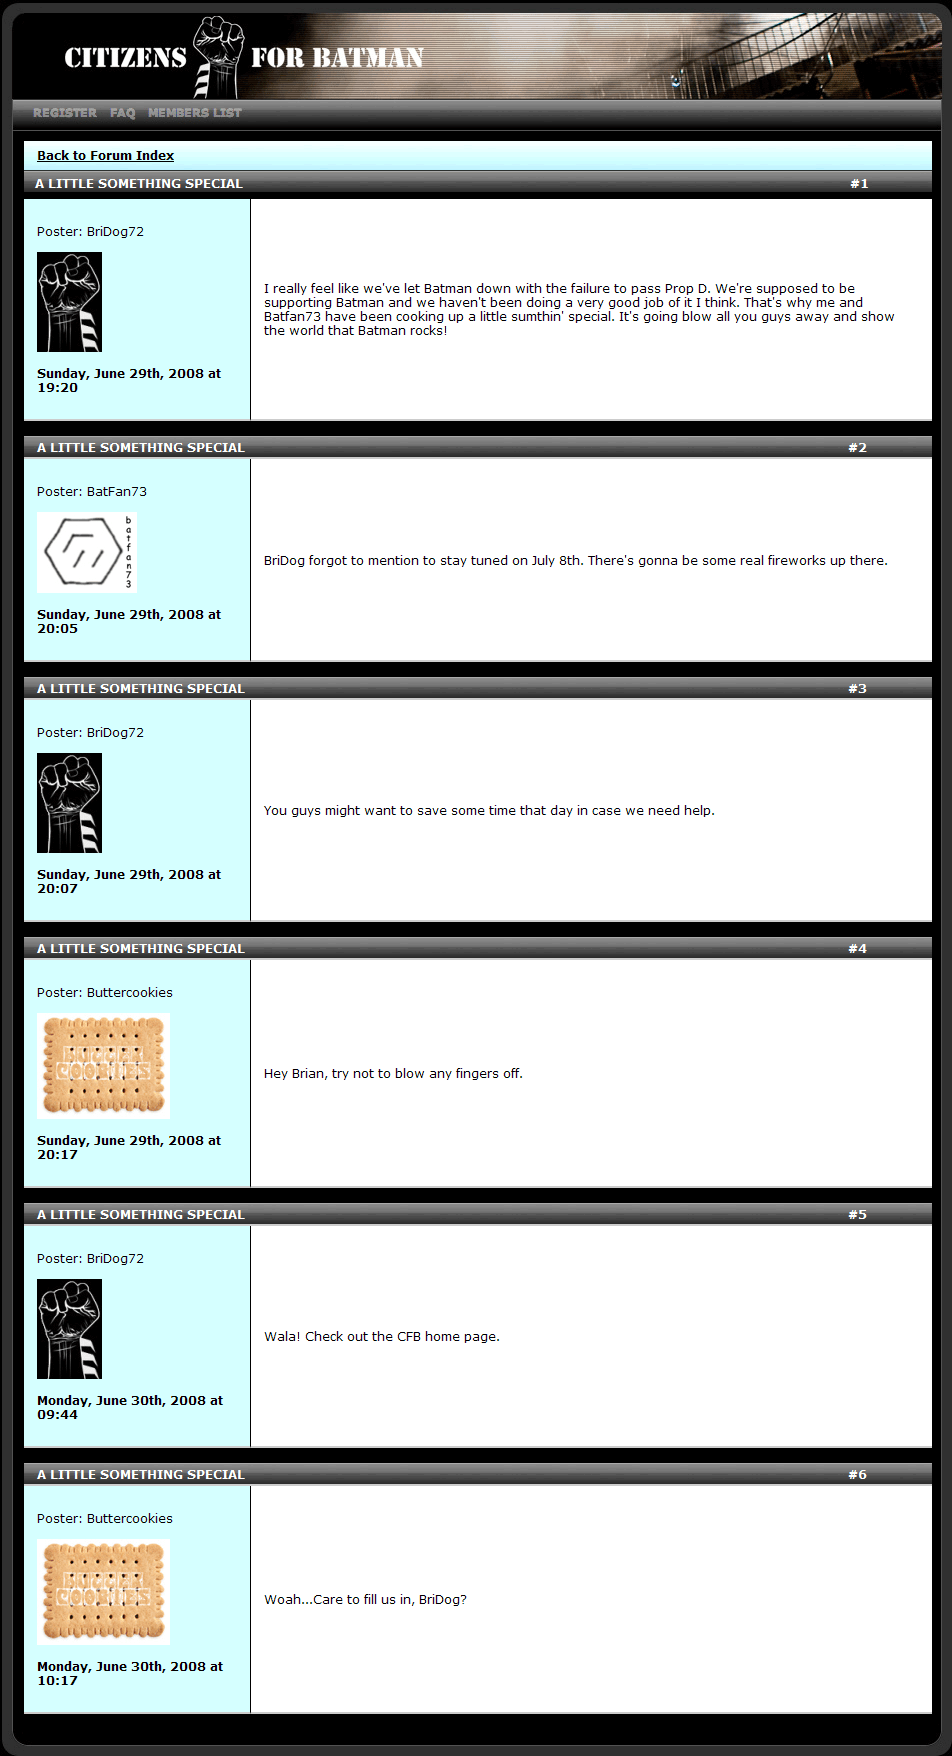 CITIZENS FOR BATMAN
REGISTER FAQ MEMBERS LIST
Back to Forum Index
A LITTLE SOMETHING SPECIAL #1
Poster: BriDog72
Sunday, June 29th, 2008 at
19:20
I really feel like we've let Batman down with the failure to pass Prop D. We're supposed to be
supporting Batman and we haven't been doing a very good job of it I think. That's why me and
Batfan73 have been cooking up a little sumthin' special. It's going blow all you guys away and show
the world that Batman rocks!
A LITTLE SOMETHING SPECIAL #2
Poster: BatFan73
batfan73
Sunday, June 29th, 2008 at
20:05
BriDog forgot to mention to stay tuned on July 8th. There's gonna be some real fireworks up there.
A LITTLE SOMETHING SPECIAL #3
Poster: BriDog72
Sunday, June 29th, 2008 at
20:07
You guys might want to save some time that day in case we need help.
A LITTLE SOMETHING SPECIAL #4
Poster: Buttercookies
BUTTER
COOKIES
Sunday, June 29th, 2008 at
20:17
Hey Brian, try not to blow any fingers off.
A LITTLE SOMETHING SPECIAL #5
Poster: BriDog72
Monday, June 30th, 2008 at
09:44
Wala! Check out the CFB home page.
A LITTLE SOMETHING SPECIAL #6
Poster: Buttercookies
BUTTER
COOKIES
Monday, June 30th, 2008 at
10:17
Woah...Care to fill us in, BriDog?